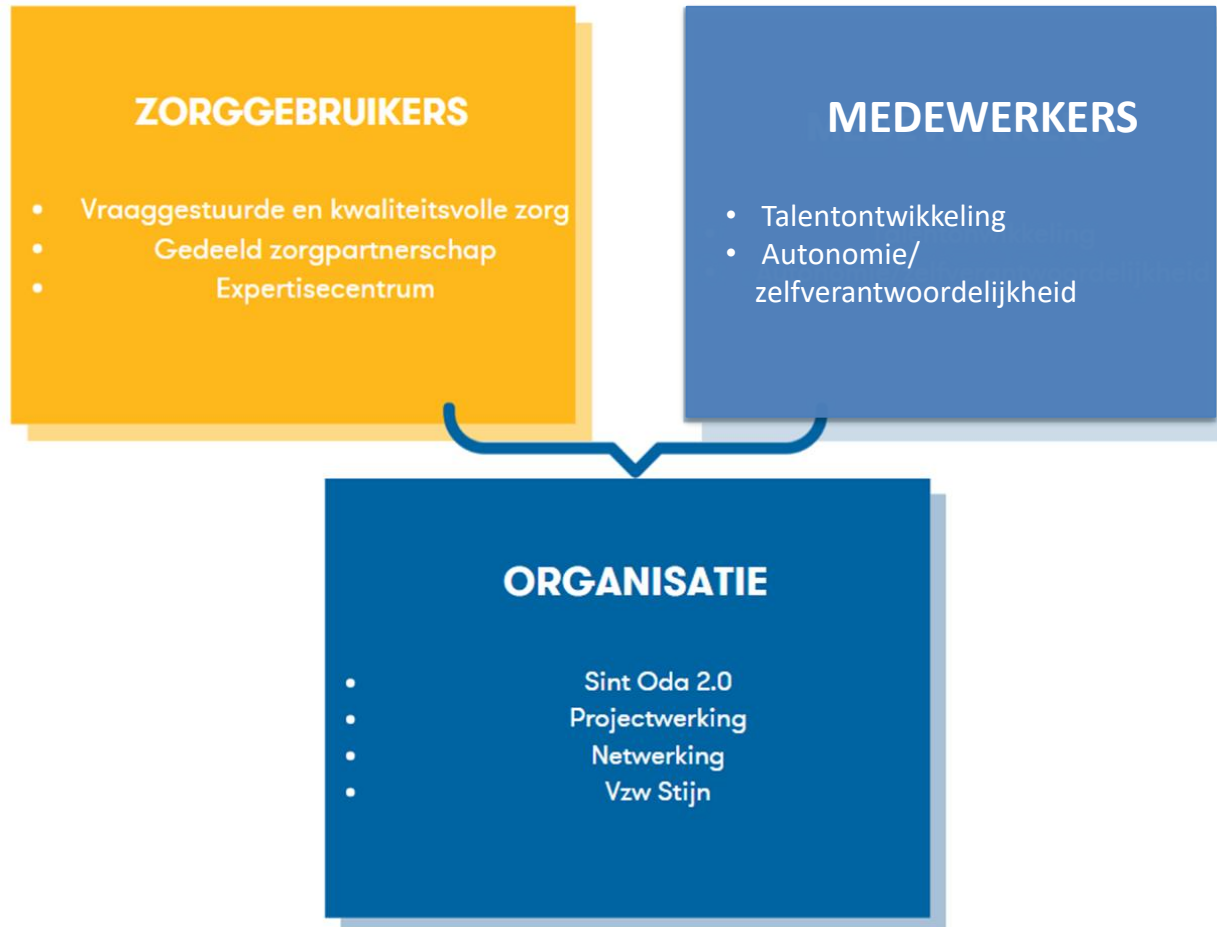 ZORGGEBRUIKERS
• Vraaggestuurde en kwaliteitsvolle zorg
• Gedeeld zorgpartnerschap
• Expertisecentrum
MEDEWERKERS
• Talentontwikkeling
• Autonomie/
zelfverantwoordelijkheid
ORGANISATIE
• Sint Oda 2.0
• Projectwerking
• Netwerking
• Vzw Stijn